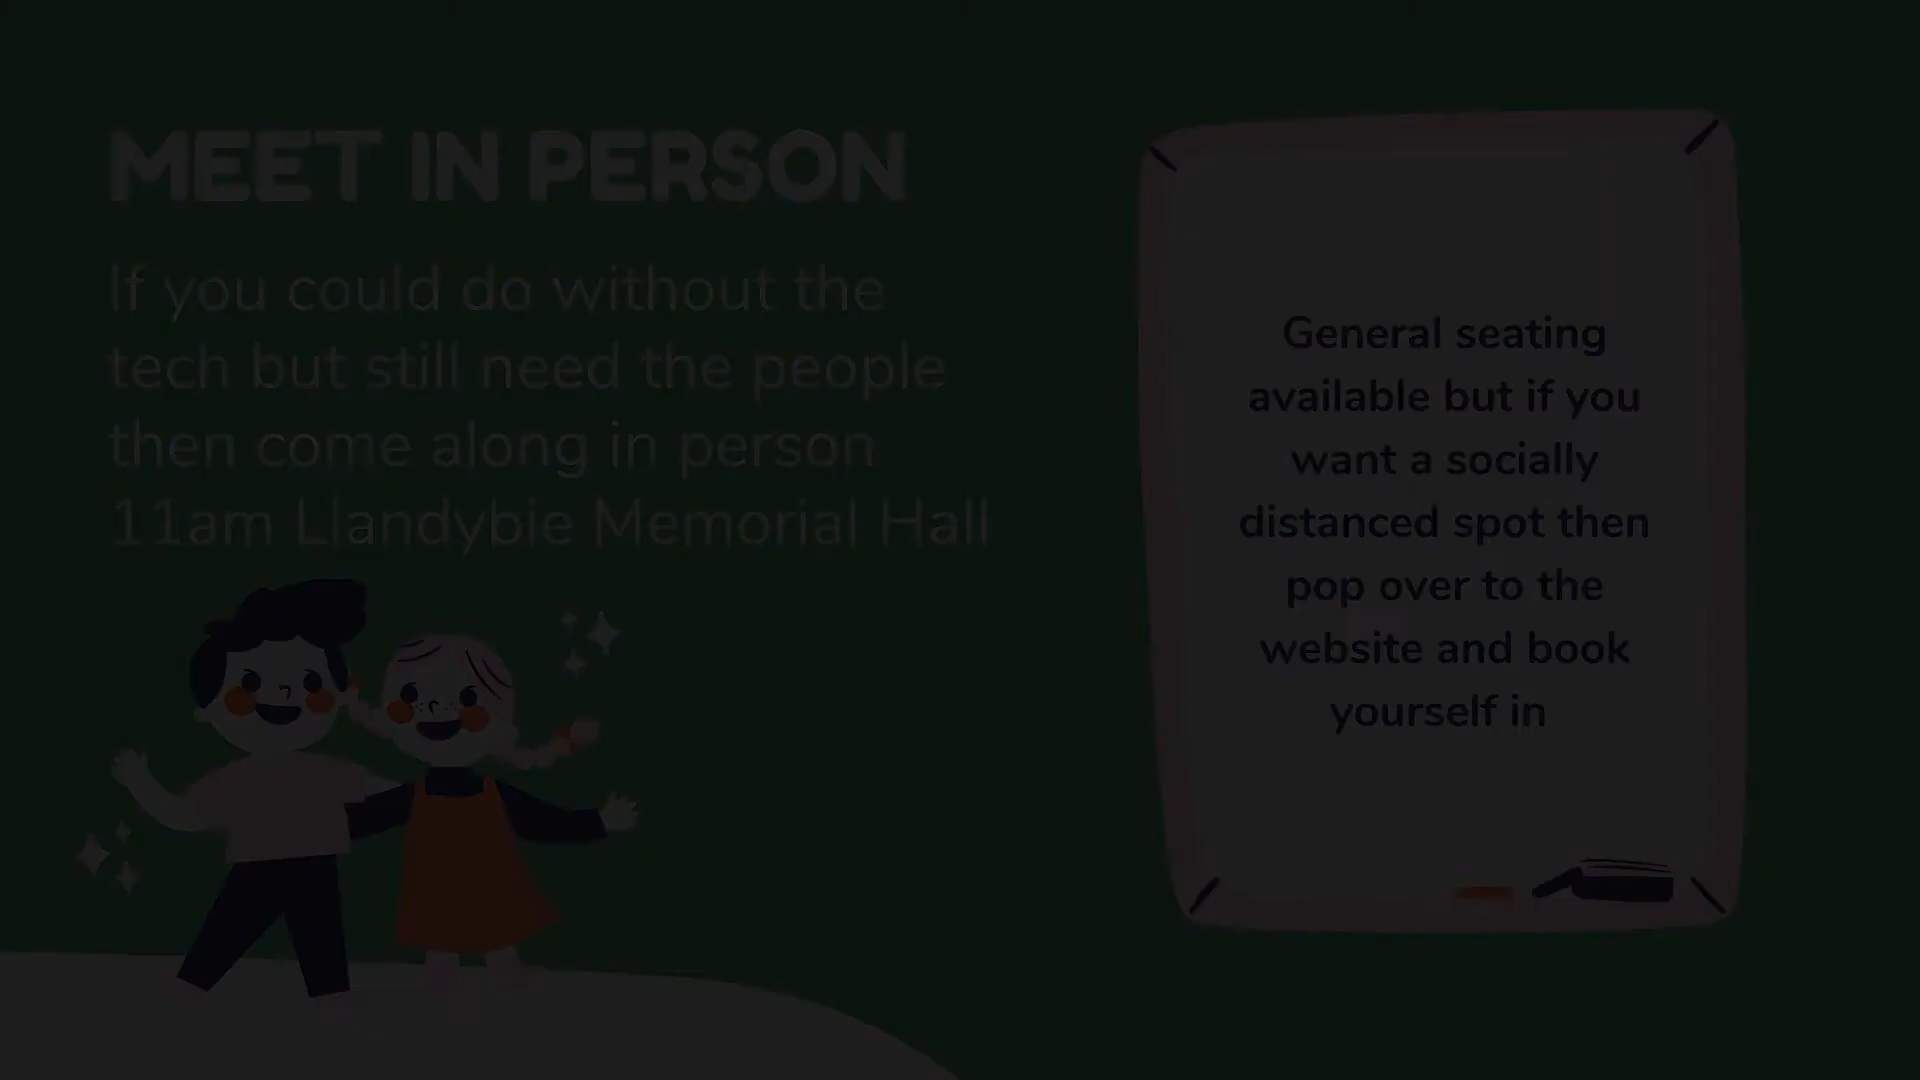 MEET IN PERSON
If you could do without the
tech but still need the people
then come along in person
11am Llandybie Memorial Hall
General seating
available but if you
want a socially
distanced spot then
pop over to the
website and book
yourself in